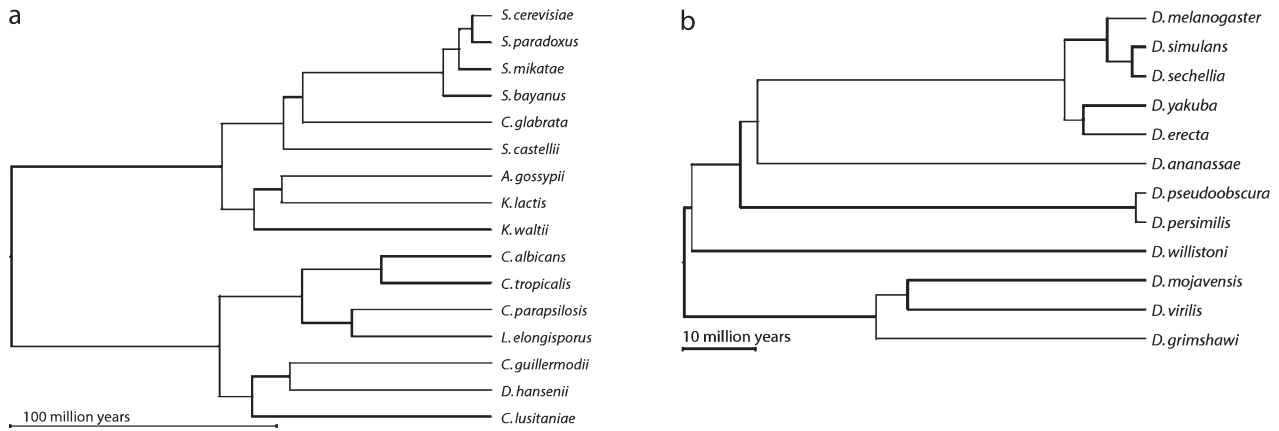 a
S. cerevisiae
S. paradoxus
S. mikatae
S. bayanus
C. glabrata
S. castellii
A. gossypii
K. lactis
K. waltii
C. albicans
C. tropicalis
C. parapsilosis
L. elongisporus
C. guillermodii
D. hansenii
C. lusitaniae
100 million years
b
D. melanogaster
D. simulans
D. sechellia
D. yakuba
D. erecta
D. ananassae
D. pseudoobscura
D. persimilis
D. willistoni
D. mojavensis
D. virilis
D. grimshawi
10 million years